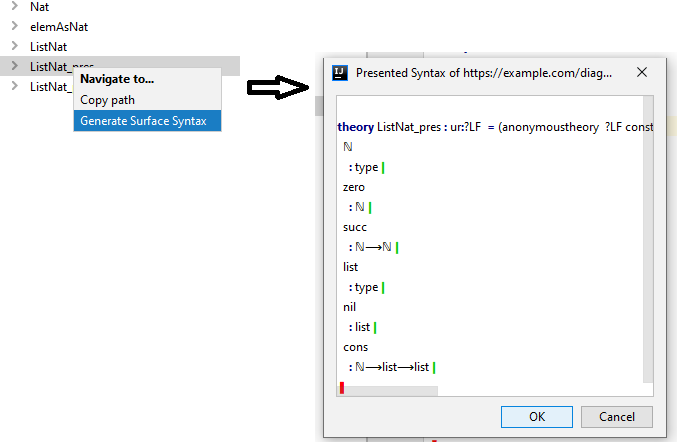 Nat
elemAsNat
ListNat
ListNat_pres
ListNat_
Navigate to...
Copy path
Generate Surface Syntax
IJ
Presented Syntax of https://example.com/diag...
theory ListNat_pres : ur:?LF = (anonymoustheory ?LF const
ℕ
: type |
zero
: ℕ |
succ
: ℕ⟶ℕ |
list
: type |
nil
: list |
cons
: ℕ⟶list⟶list |
OK
Cancel